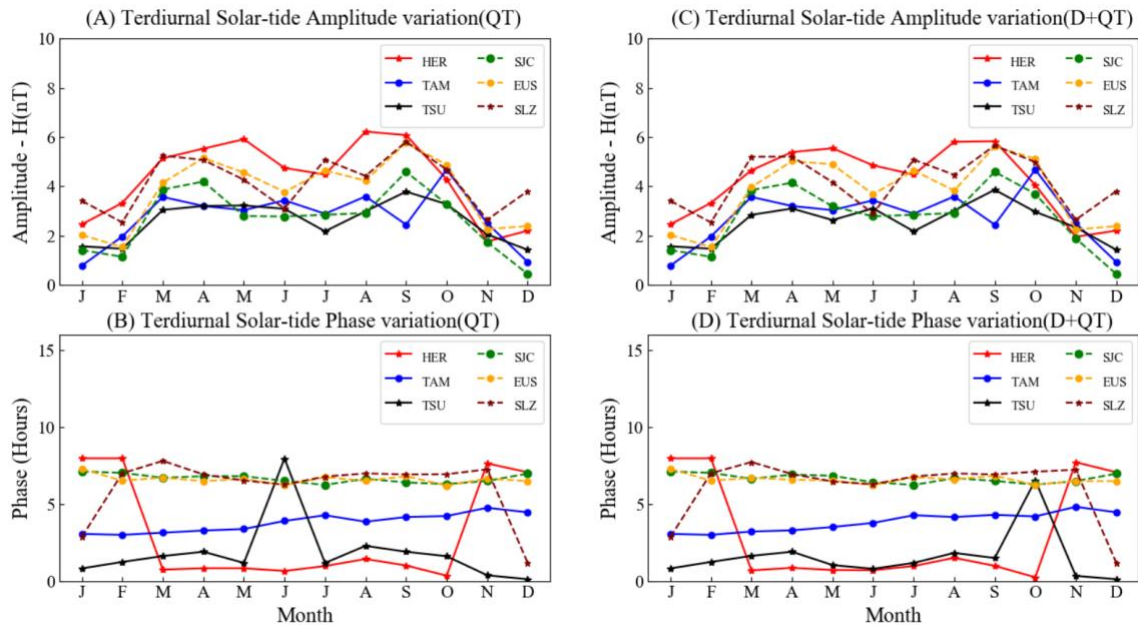 (A) Terdiurnal Solar-tide Amplitude variation(QT)
10
8
6
4
2
0
Amplitude - H(nT)
HER
TAM
TSU
SJC
EUS
SLZ
J F M A M J J A S O N D
(B) Terdiurnal Solar-tide Phase variation(QT)
15
10
5
0
Phase (Hours)
HER
TAM
TSU
SJC
EUS
SLZ
J F M A M J J A S O N D
Month
(C) Terdiurnal Solar-tide Amplitude variation(D+QT)
10
8
6
4
2
0
Amplitude - H(nT)
HER
TAM
TSU
SJC
EUS
SLZ
J F M A M J J A S O N D
(D) Terdiurnal Solar-tide Phase variation(D+QT)
15
10
5
0
Phase (Hours)
HER
TAM
TSU
SJC
EUS
SLZ
J F M A M J J A S O N D
Month